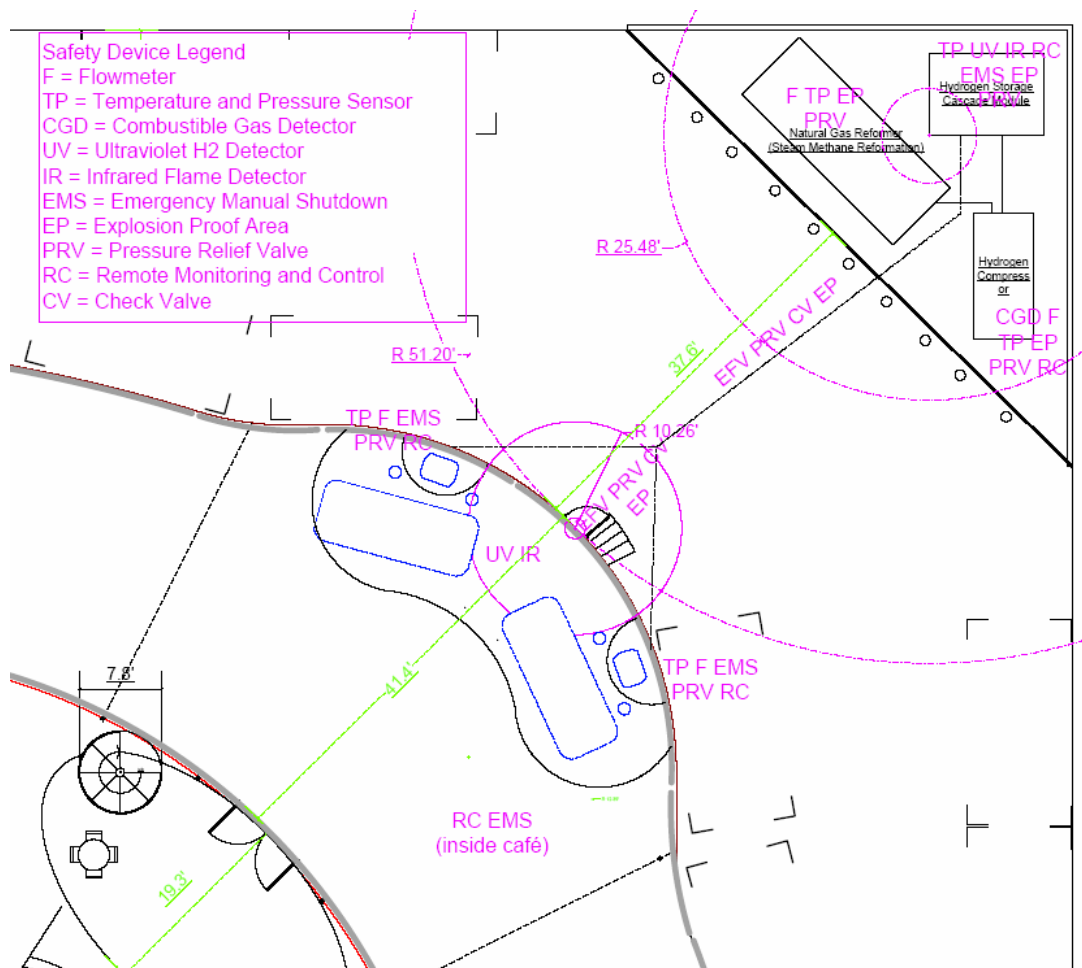 Safety Device Legend
F = Flowmeter
TP = Temperature and Pressure Sensor
CGD = Combustible Gas Detector
UV = Ultraviolet H2 Detector
IR = Infrared Flame Detector
EMS = Emergency Manual Shutdown
EP = Explosion Proof Area
PRV = Pressure Relief Valve
RC = Remote Monitoring and Control
CV = Check Valve
TP UV IR RC
EMS EP
PRV
Hydrogen Storage
Cascade Module
F TP EP
PRV
Natural Gas Reformer
(Steam Methane Reformation)
R 25.48'
Hydrogen
Compress
or
CGD F
TP EP
PRV RC
EFV PRV CV EP
37.6'
R 51.20'
TP F EMS
PRV RC
R 10.26'
EFV PRV CV
EP
UV IR
41.4'
TP F EMS
PRV RC
7.8'
RC EMS
(inside café)
19.3'